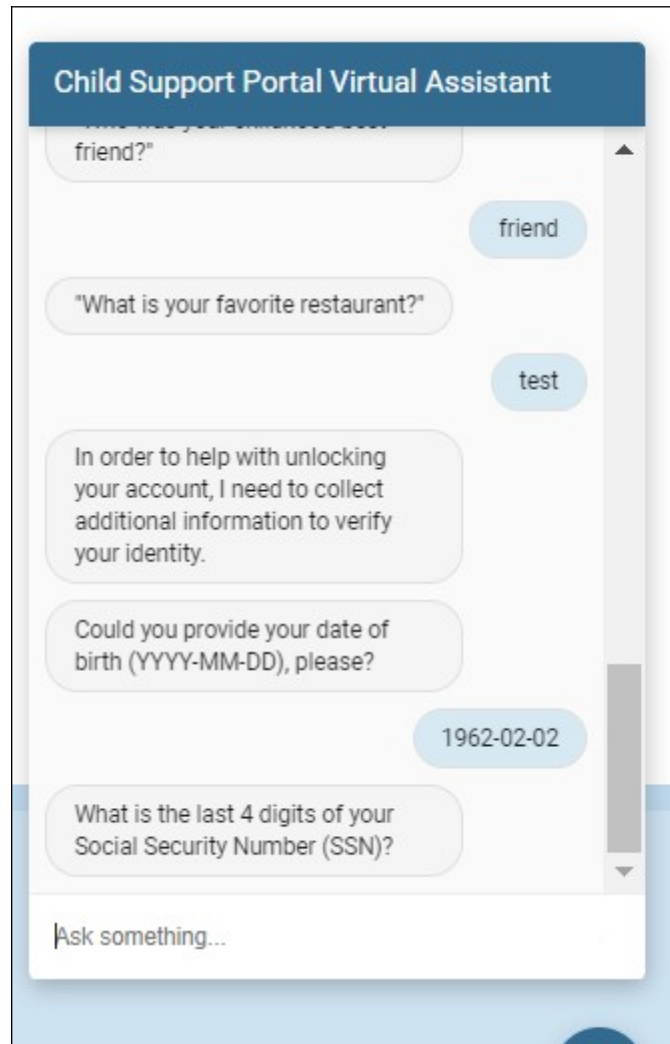 Child Support Portal Virtual Assistant
friend?"
friend
"What is your favorite restaurant?"
test
In order to help with unlocking
your account, I need to collect
additional information to verify
your identity.
Could you provide your date of
birth (YYYY-MM-DD), please?
1962-02-02
What is the last 4 digits of your
Social Security Number (SSN)?
Ask something...